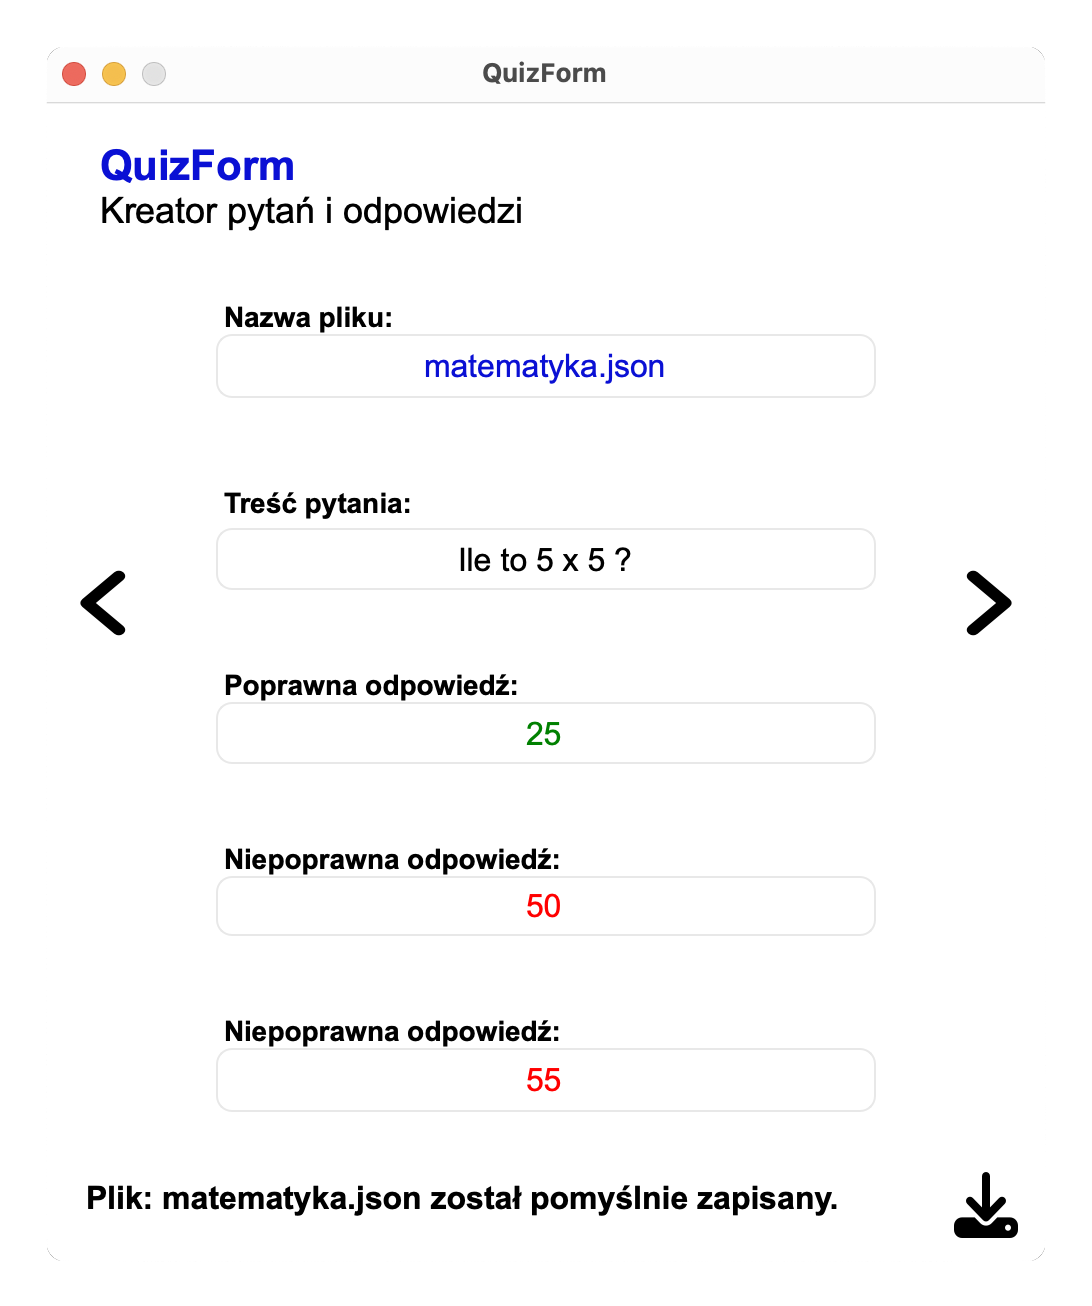 QuizForm
QuizForm
Kreator pytań i odpowiedzi
Nazwa pliku:
matematyka.json
Treść pytania:
Ile to 5 x 5 ?
Poprawna odpowiedź:
25
Niepoprawna odpowiedź:
50
Niepoprawna odpowiedź:
55
Plik: matematyka.json został pomyślnie zapisany.